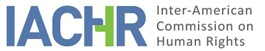 IACHR
Inter-American
Commission on
Human Rights